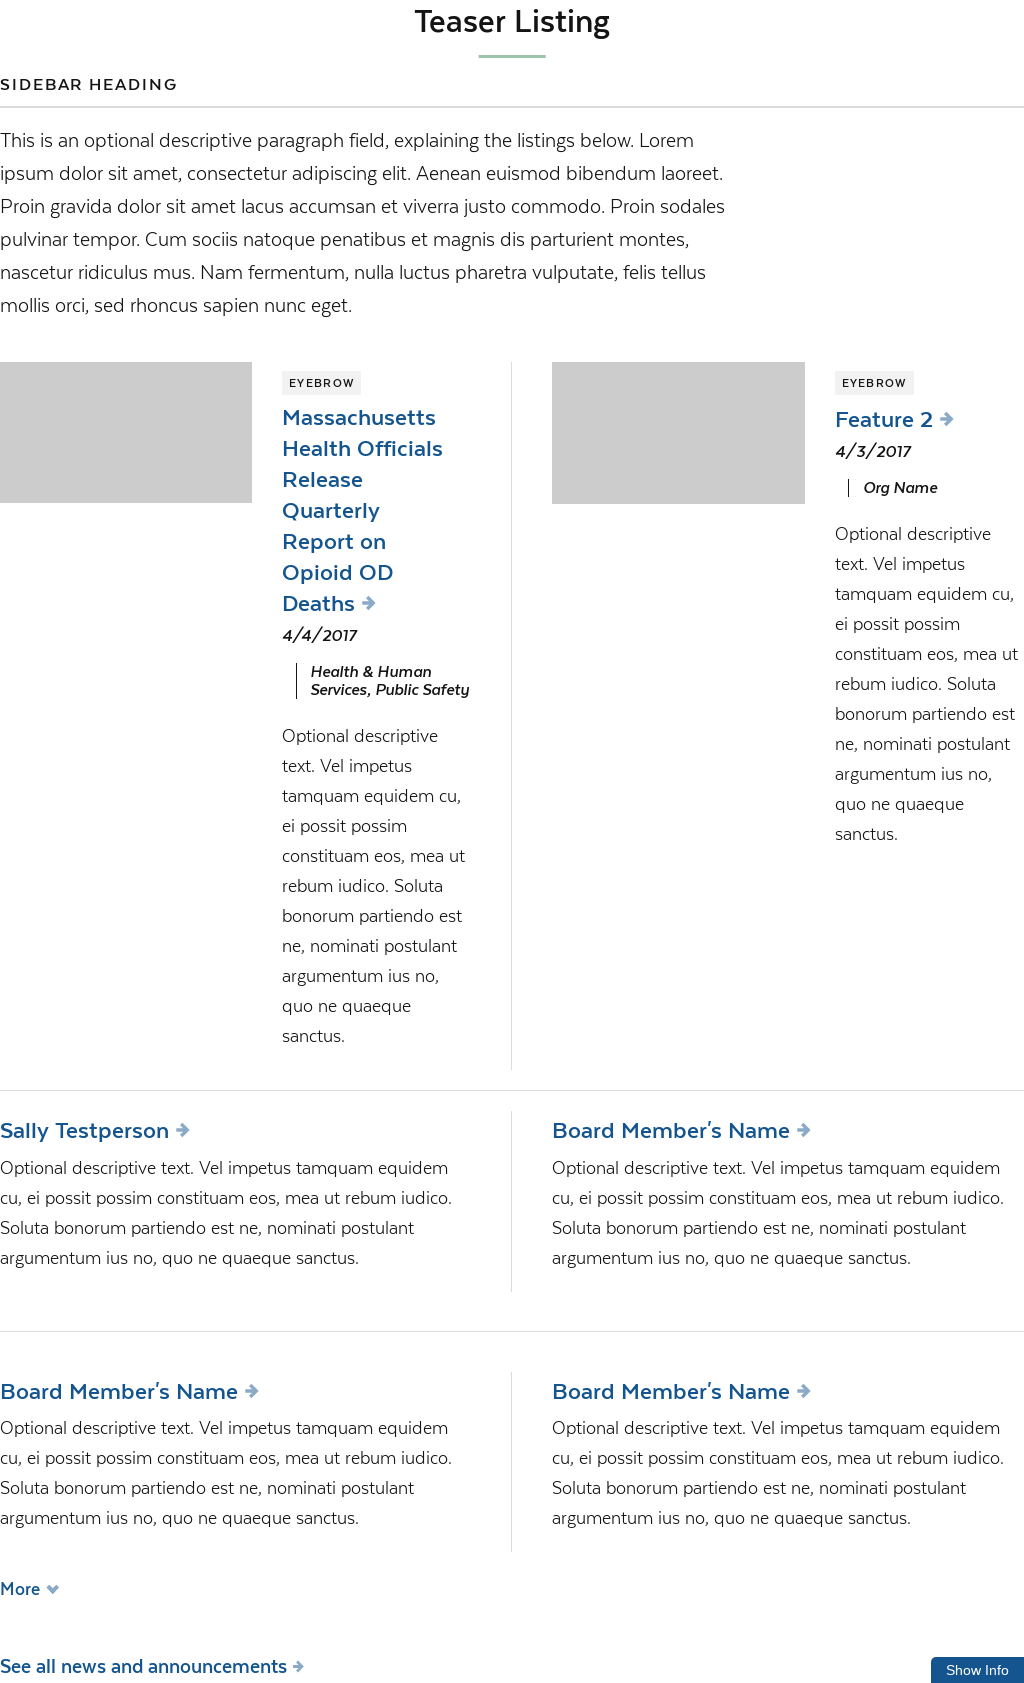 Teaser Listing
SIDEBAR HEADING
This is an optional descriptive paragraph field, explaining the listings below. Lorem
ipsum dolor sit amet, consectetur adipiscing elit. Aenean euismod bibendum laoreet.
Proin gravida dolor sit amet lacus accumsan et viverra justo commodo. Proin sodales
pulvinar tempor. Cum sociis natoque penatibus et magnis dis parturient montes,
nascetur ridiculus mus. Nam fermentum, nulla luctus pharetra vulputate, felis tellus
mollis orci, sed rhoncus sapien nunc eget.
EYEBROW
Massachusetts
Health Officials
Release
Quarterly
Report on
Opioid OD
Deaths
4/4/2017
Health & Human
Services, Public Safety
Optional descriptive
text. Vel impetus
tamquam equidem cu,
ei possit possim
constituam eos, mea ut
rebum iudico. Soluta
bonorum partiendo est
ne, nominati postulant
argumentum ius no,
quo ne quaeque
sanctus.
EYEBROW
Feature 2
4/3/2017
Org Name
Optional descriptive
text. Vel impetus
tamquam equidem cu,
ei possit possim
constituam eos, mea ut
rebum iudico. Soluta
bonorum partiendo est
ne, nominati postulant
argumentum ius no,
quo ne quaeque
sanctus.
Sally Testperson
Optional descriptive text. Vel impetus tamquam equidem
cu, ei possit possim constituam eos, mea ut rebum iudico.
Soluta bonorum partiendo est ne, nominati postulant
argumentum ius no, quo ne quaeque sanctus.
Board Member's Name
Optional descriptive text. Vel impetus tamquam equidem
cu, ei possit possim constituam eos, mea ut rebum iudico.
Soluta bonorum partiendo est ne, nominati postulant
argumentum ius no, quo ne quaeque sanctus.
Board Member's Name
Optional descriptive text. Vel impetus tamquam equidem
cu, ei possit possim constituam eos, mea ut rebum iudico.
Soluta bonorum partiendo est ne, nominati postulant
argumentum ius no, quo ne quaeque sanctus.
Board Member's Name
Optional descriptive text. Vel impetus tamquam equidem
cu, ei possit possim constituam eos, mea ut rebum iudico.
Soluta bonorum partiendo est ne, nominati postulant
argumentum ius no, quo ne quaeque sanctus.
More
See all news and announcements
Show Info